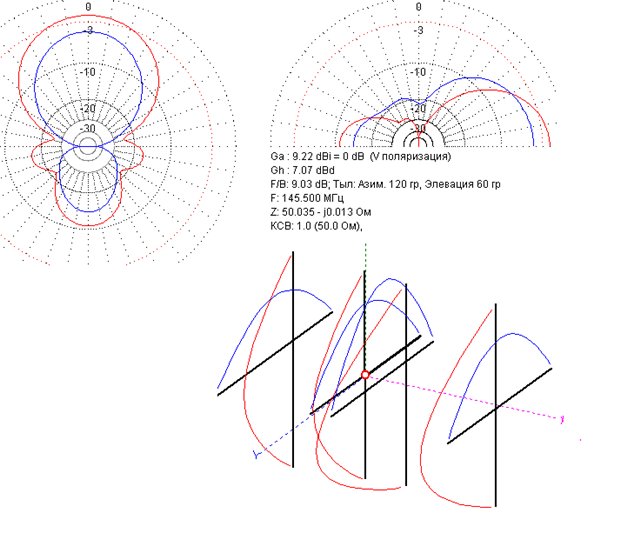 0
-3
-10
-20
-30
0
-3
-10
-20
-30
Ga : 9.22 dBi = 0 dB (V поляризация)
Gh : 7.07 dBd
F/B: 9.03 dB; Тыл: Азим. 120 гр, Элевация 60 гр
F: 145.500 МГц
Z: 50.035 - j0.013 Ом
КСВ: 1.0 (50.0 Ом),
Y